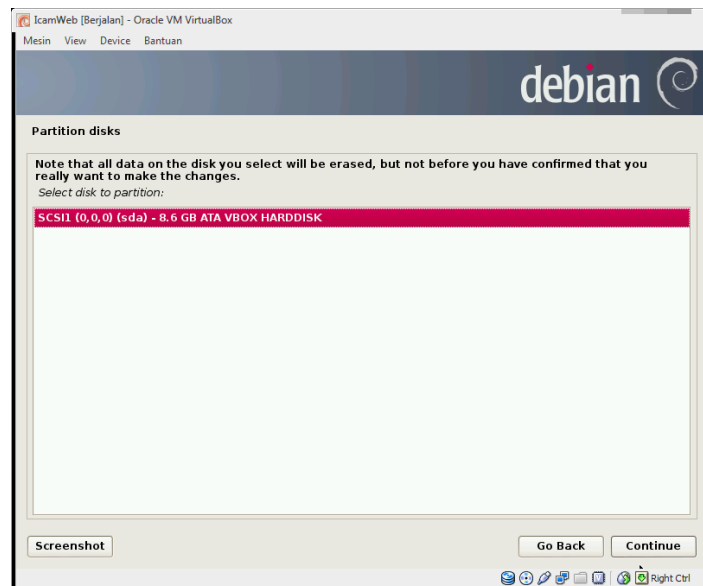 IcamWeb [Berjalan] - Oracle VM VirtualBox
Mesin View Device Bantuan
debian
Partition disks
Note that all data on the disk you select will be erased, but not before you have confirmed that you
really want to make the changes.
Select disk to partition:
SCSI1 (0,0,0) (sda) - 8.6 GB ATA VBOX HARDDISK
Screenshot Go Back Continue
Right Ctrl